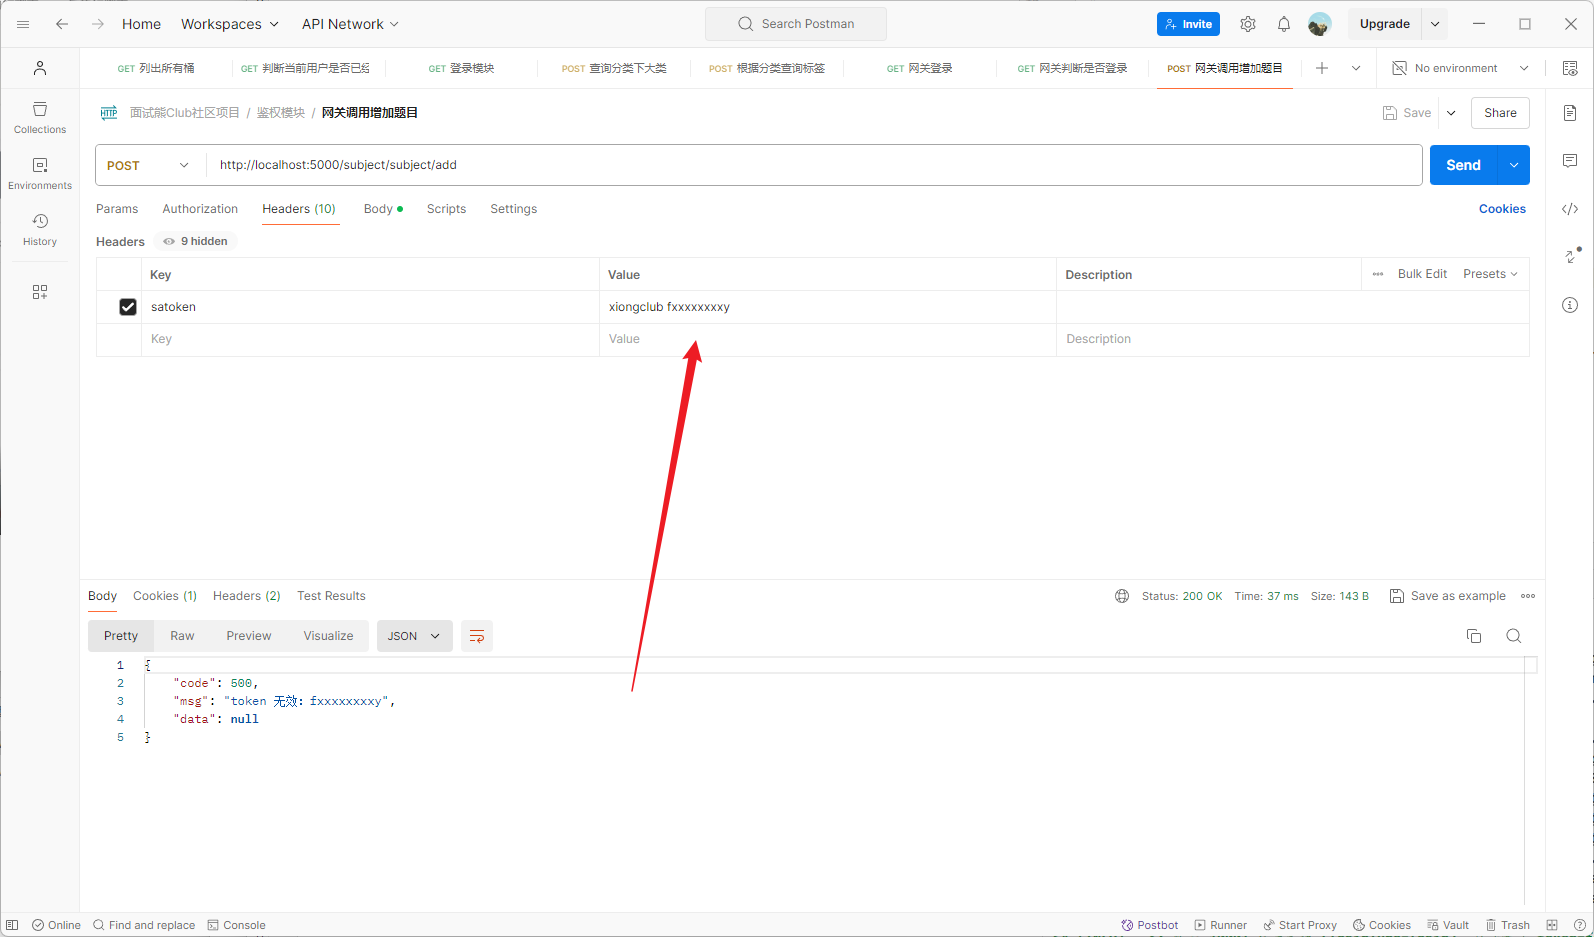 Home Workspaces API Network Search Postman Invite Upgrade
GET 列出所有桶 GET 判断当前用户是否已经 GET 登录模块 POST 查询分类下大类 POST 根据分类查询标签 GET 网关登录 GET 网关判断是否登录 POST 网关调用增加题目 No environment
HTTP 面试能Club社区项目 / 鉴权模块 / 网关调用增加题目 Save Share
Collections
POST http://localhost:5000/subject/subject/add Send
Environments
Params Authorization Headers (10) Body Scripts Settings Cookies
History
Headers 9 hidden
Key Value Description Bulk Edit Presets
satoken xiongclub fxxxxxxxxy
Key Value Description
Body Cookies (1) Headers (2) Test Results Status: 200 OK Time: 37 ms Size: 143 B Save as example
Pretty Raw Preview Visualize JSON
1 {
2 "code": 500,
3 "msg": "token 无效：fxxxxxxxxy",
4 "data": null
5 }
Online Find and replace Console Postbot Runner Start Proxy Cookies Vault Trash